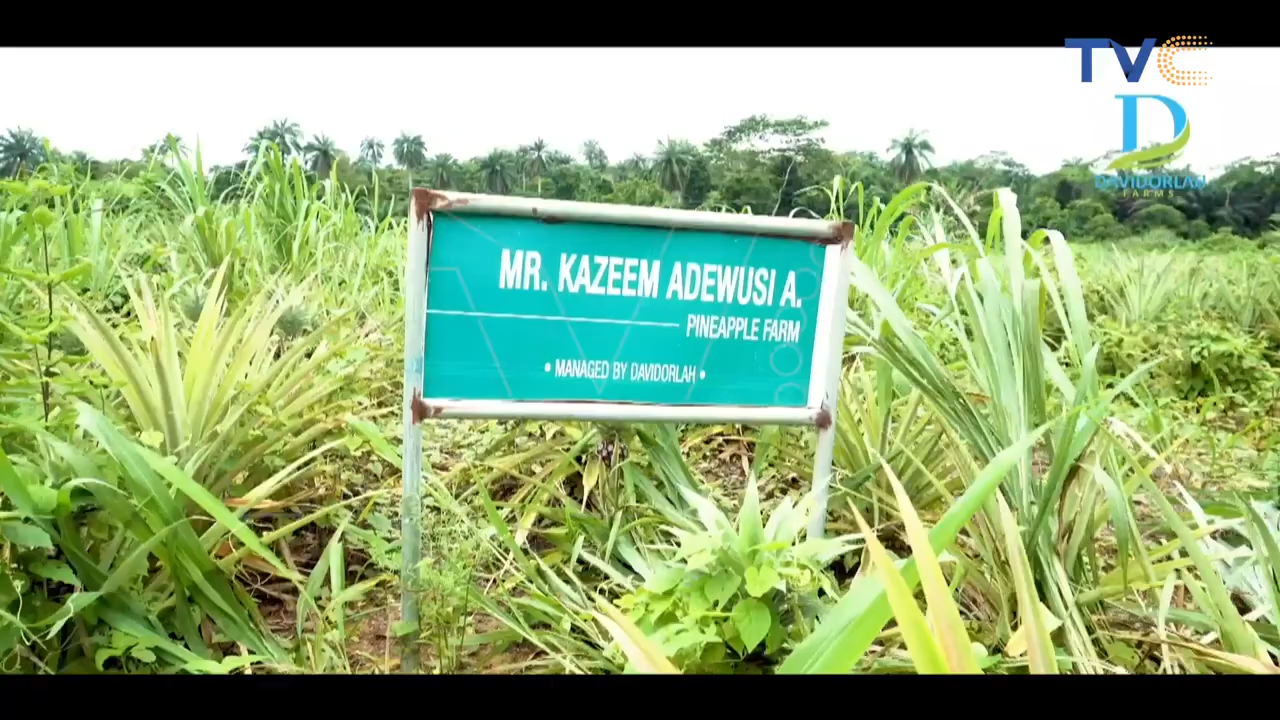 TVC
D
DAVIDORLAH
FARMS
MR. KAZEEM ADEWUSI A.
PINEAPPLE FARM
• MANAGED BY DAVIDORLAH •